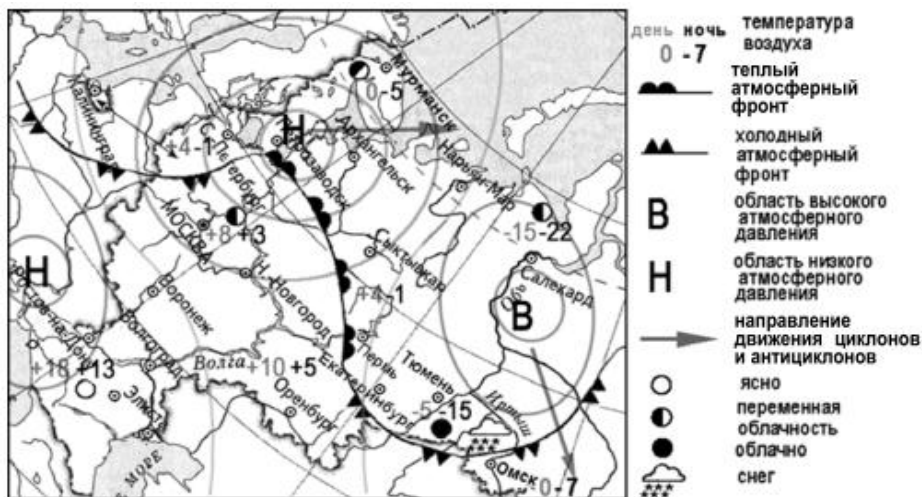 Мурманск
0 -5
Калининград
С.-Петербург
Н
Петрозаводск
Архангельск
Нарьян-Мар
+4 -1
МОСКВА
+8 +3
Сыктывкар
-15 -22
Салехард
Обь
В
Н
Ростов-на-Дону
Воронеж
Н. Новгород
+4 -1
Пермь
Волгоград
Волга
+10 +5
Екатеринбург
Тюмень
Иртыш
+18 +13
Элиста
Оренбург
-5 -15
Омск
-0 -7
МОРЕ
день ночь
0 -7
температура
воздуха
теплый
атмосферный
фронт
холодный
атмосферный
фронт
В
область высокого
атмосферного
давления
Н
область низкого
атмосферного
давления
направление
движения циклонов
и антициклонов
ясно
переменная
облачность
облачно
снег